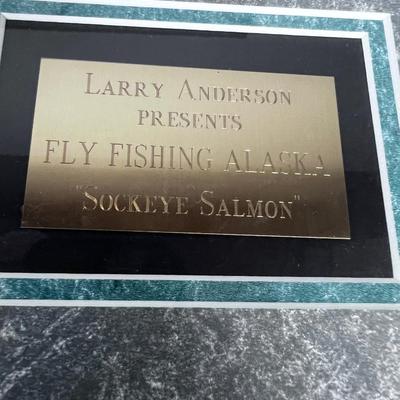 Larry Anderson
presents
FLY FISHING ALASKA
"Sockeye Salmon"